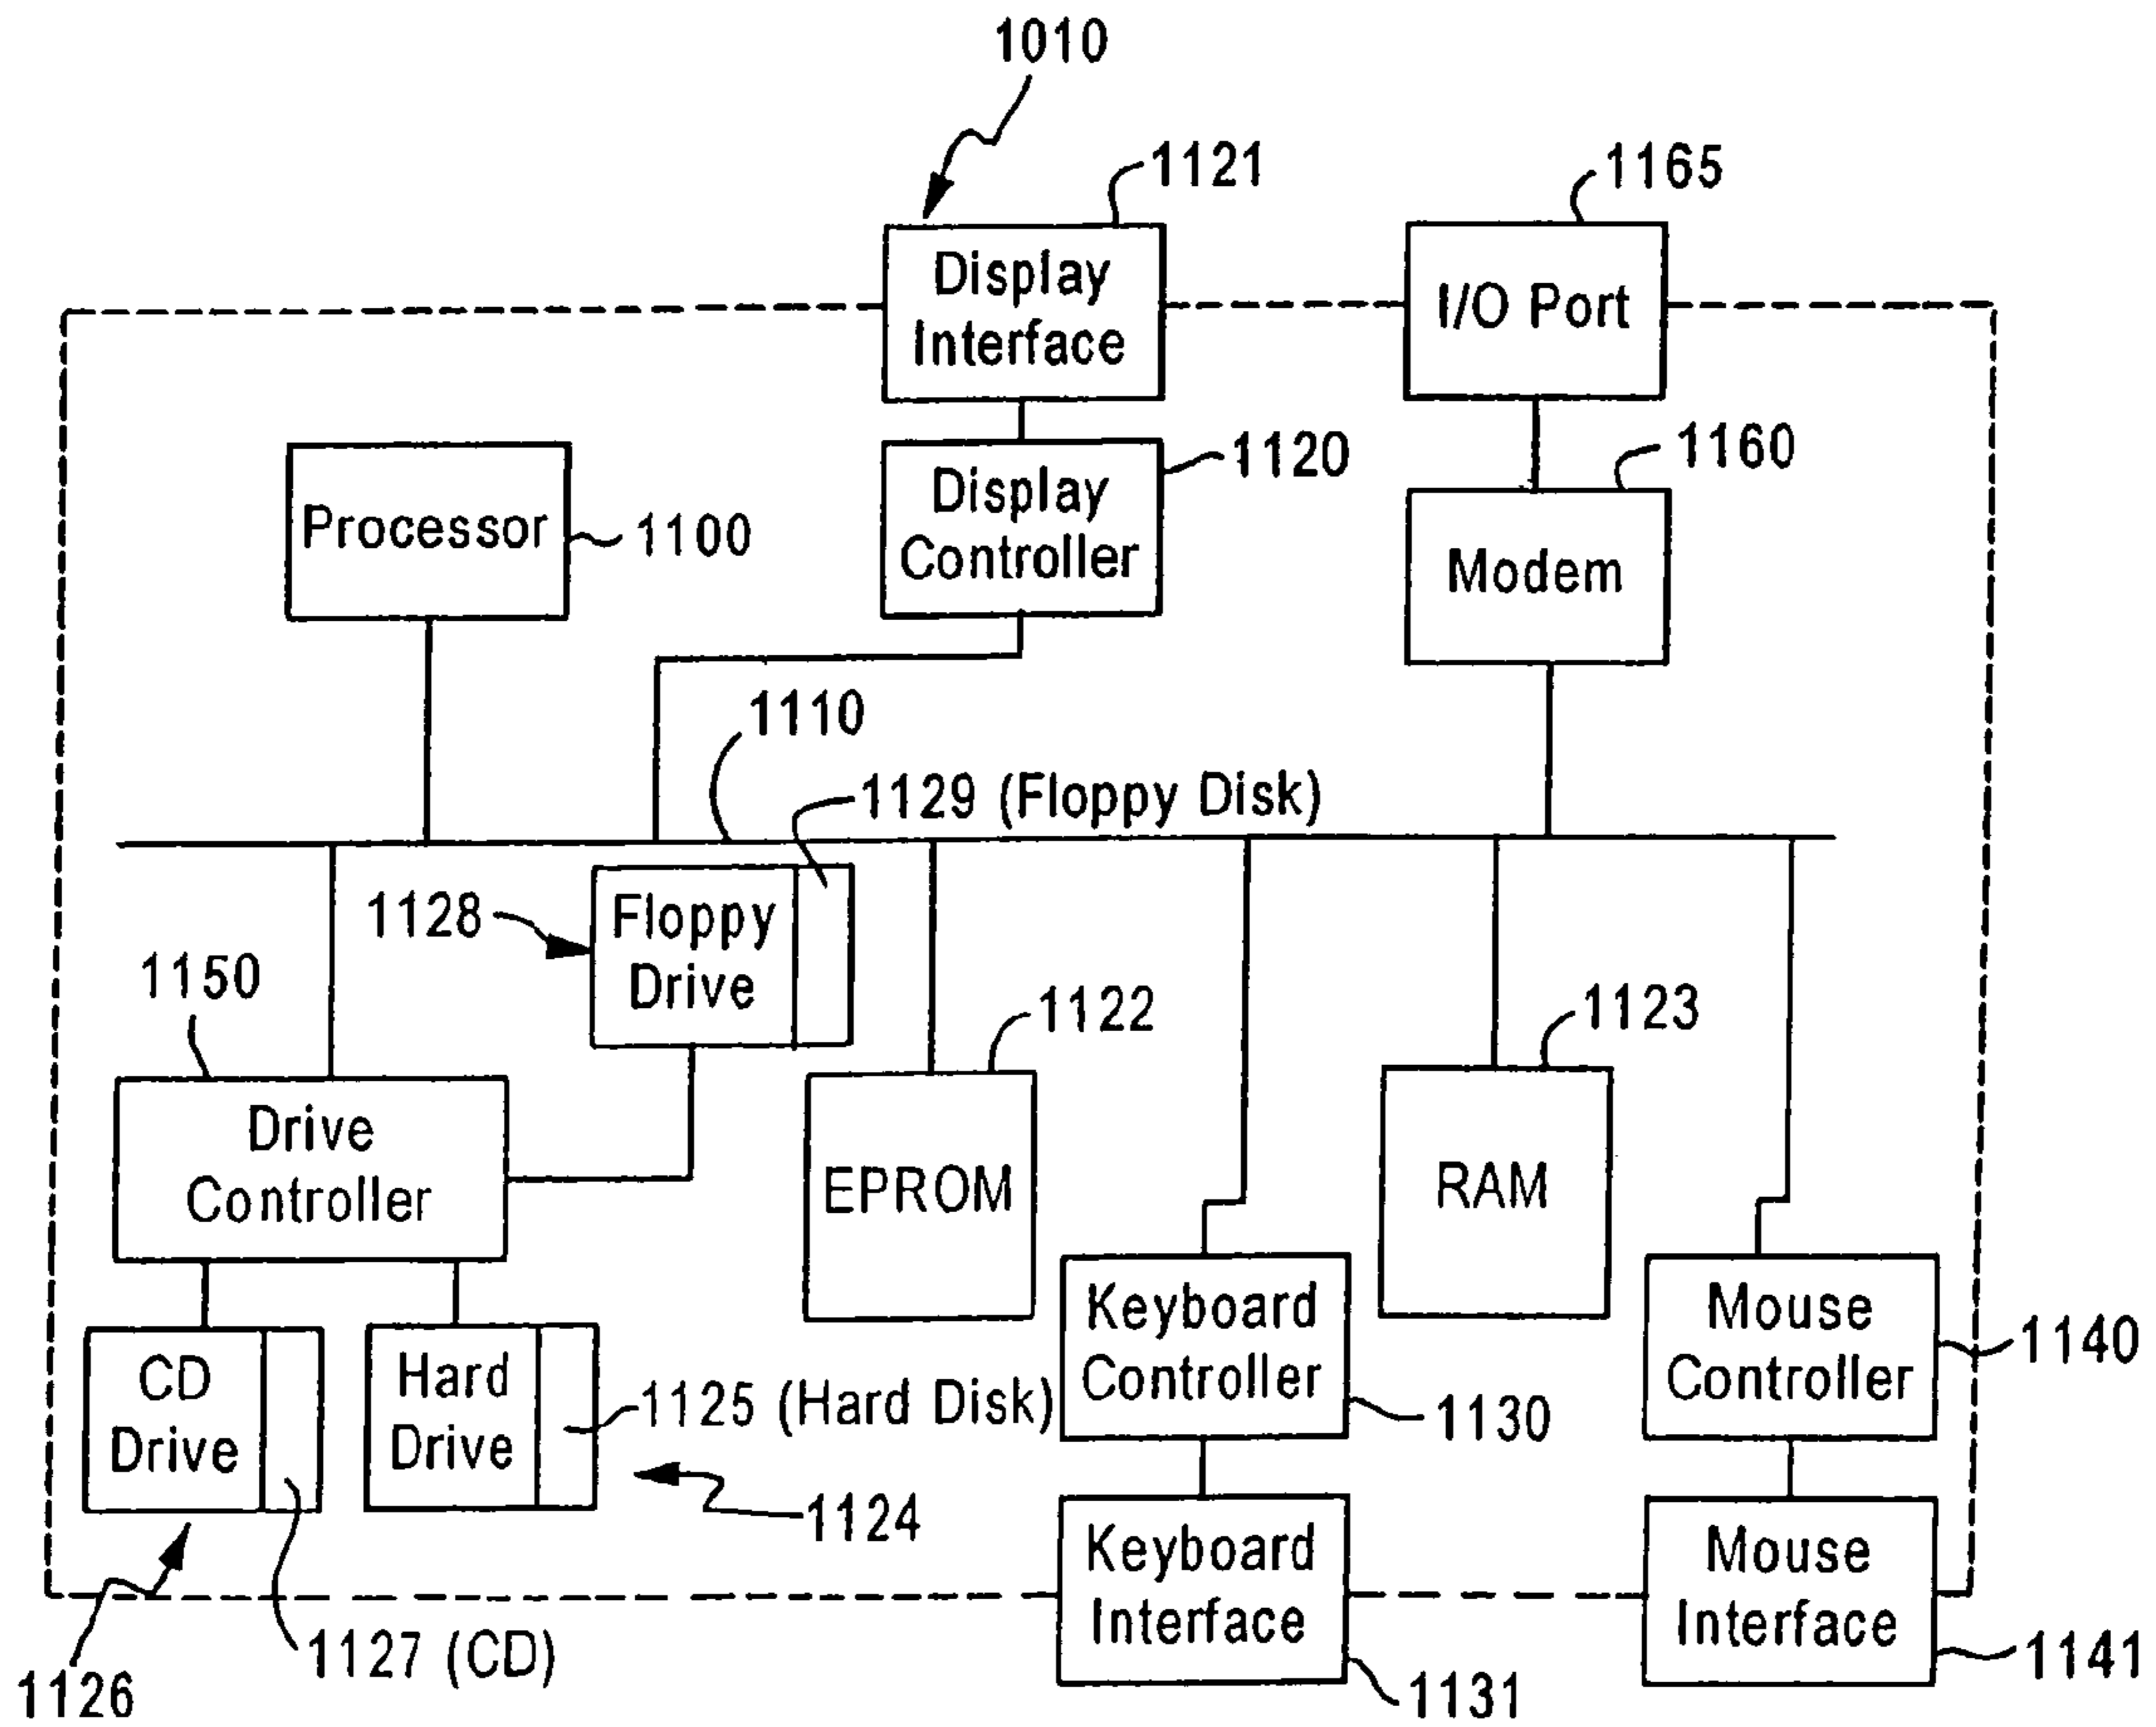 1010
1121
1165
Display
Interface
I/O Port
1120
1160
Processor
1100
Display
Controller
Modem
1110
1129 (Floppy Disk)
1128
Floppy
Drive
1150
1122
1123
Drive
Controller
EPROM
RAM
CD
Drive
Hard
Drive
1125 (Hard Disk)
Keyboard
Controller
1130
Mouse
Controller
1140
1124
Keyboard
Interface
Mouse
Interface
1126
1127 (CD)
1131
1141